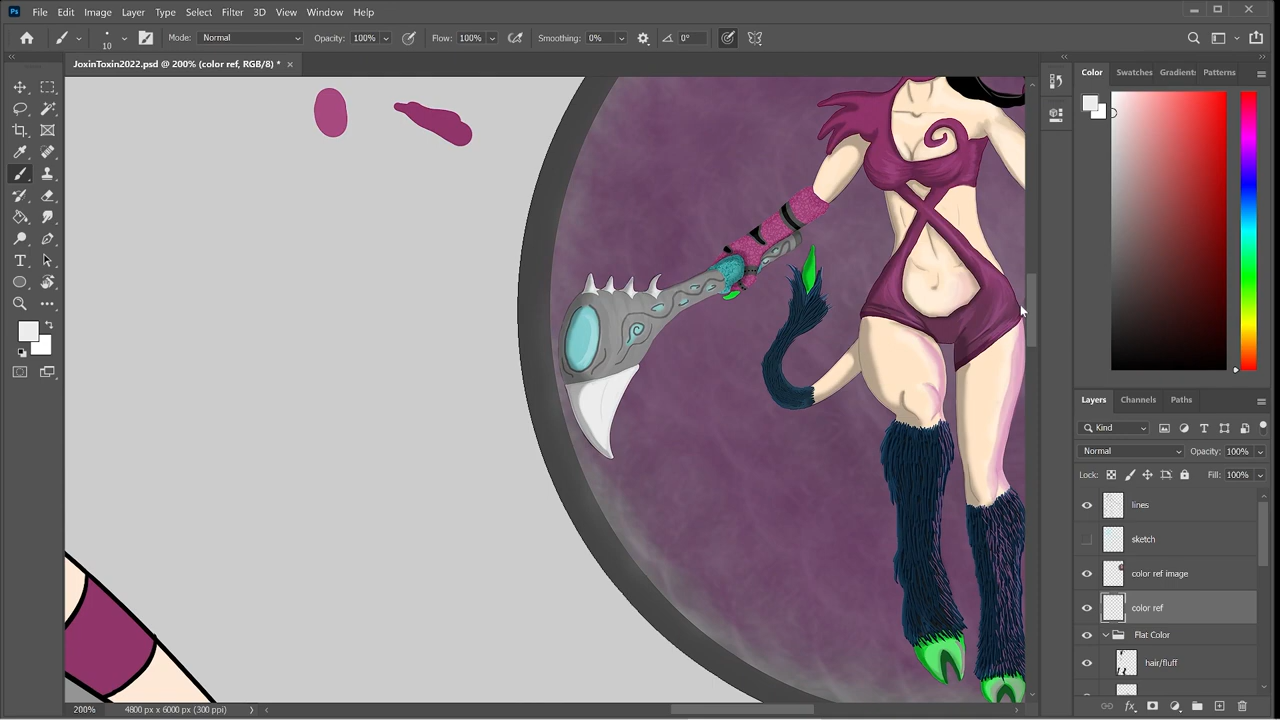 Ps File Edit Image Layer Type Select Filter 3D View Window Help
10 Mode: Normal Opacity: 100% Flow: 100% Smoothing: 0% 0°
JoxinToxin2022.psd @ 200% (color ref, RGB/8) * ×
Color Swatches Gradients Patterns
Layers Channels Paths
Kind
Normal Opacity: 100%
Lock: Fill: 100%
lines
sketch
color ref image
color ref
Flat Color
hair/fluff
fx
200% 4800 px x 6000 px (300 ppi)